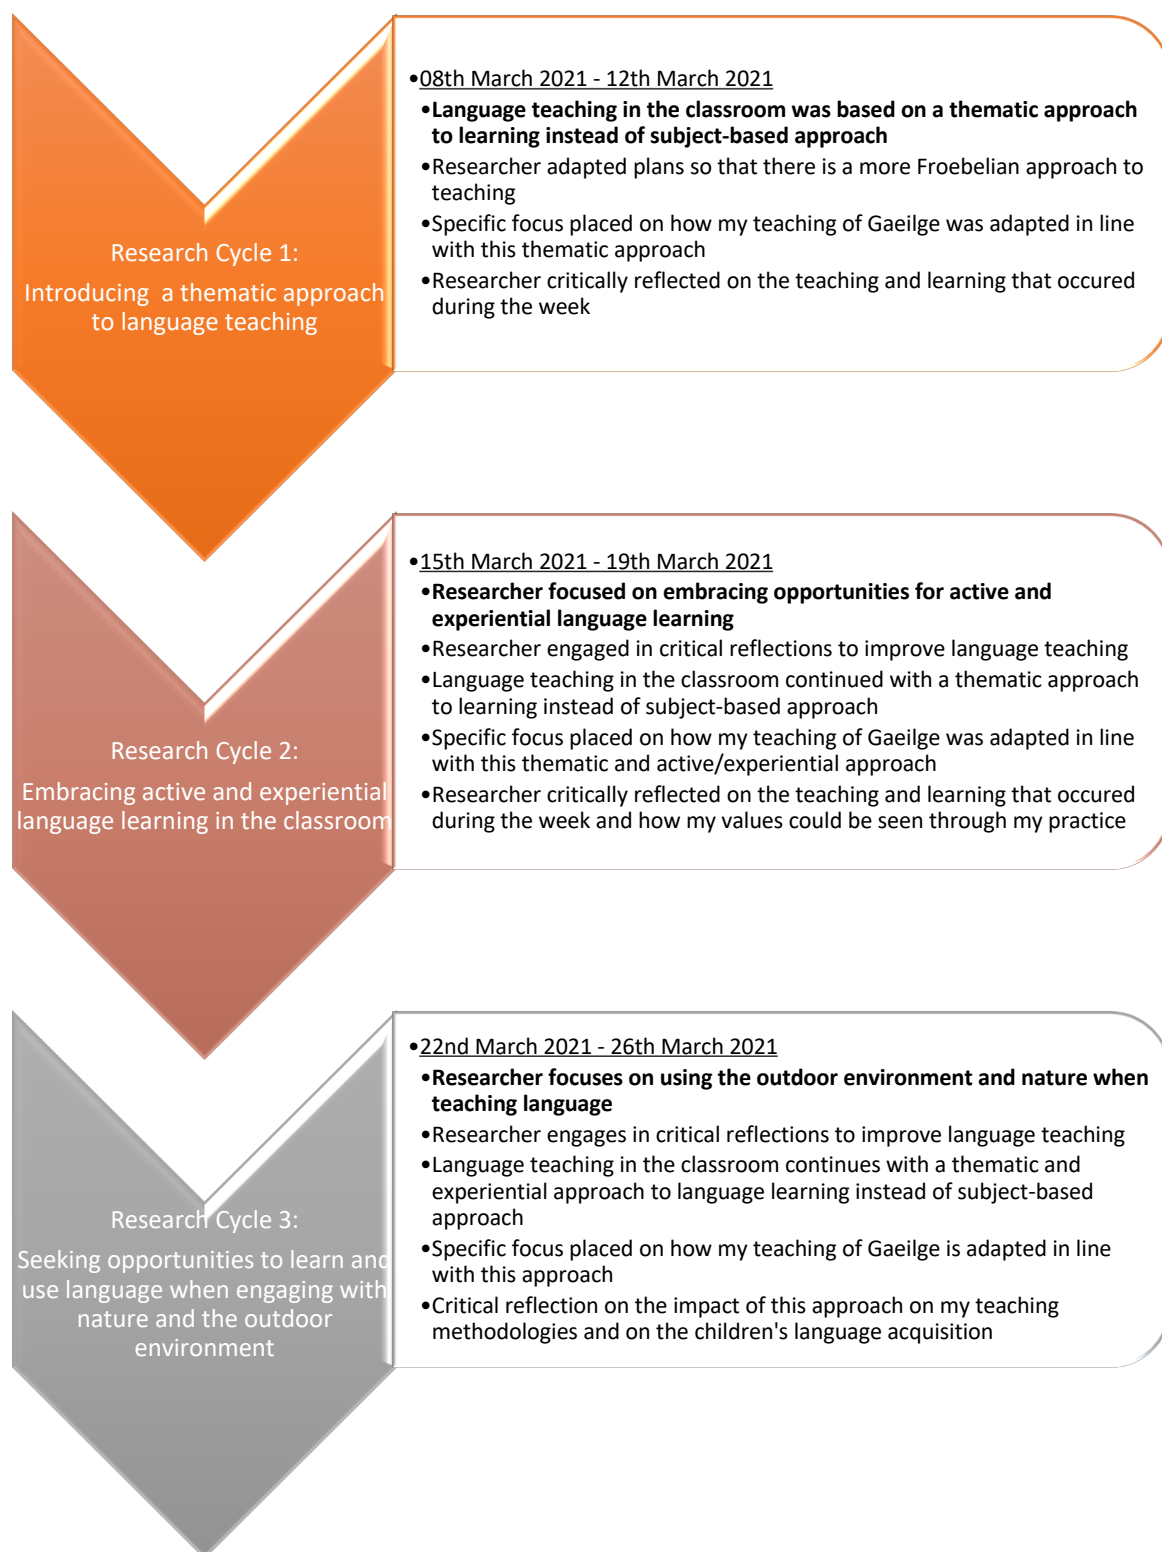 Research Cycle 1:
Introducing a thematic approach
to language teaching
•08th March 2021 - 12th March 2021
•Language teaching in the classroom was based on a thematic approach
to learning instead of subject-based approach
•Researcher adapted plans so that there is a more Froebelian approach to
teaching
•Specific focus placed on how my teaching of Gaeilge was adapted in line
with this thematic approach
•Researcher critically reflected on the teaching and learning that occured
during the week
Research Cycle 2:
Embracing active and experiential
language learning in the classroom
•15th March 2021 - 19th March 2021
•Researcher focused on embracing opportunities for active and
experiential language learning
•Researcher engaged in critical reflections to improve language teaching
•Language teaching in the classroom continued with a thematic approach
to learning instead of subject-based approach
•Specific focus placed on how my teaching of Gaeilge was adapted in line
with this thematic and active/experiential approach
•Researcher critically reflected on the teaching and learning that occured
during the week and how my values could be seen through my practice
Research Cycle 3:
Seeking opportunities to learn and
use language when engaging with
nature and the outdoor
environment
•22nd March 2021 - 26th March 2021
•Researcher focuses on using the outdoor environment and nature when
teaching language
•Researcher engages in critical reflections to improve language teaching
•Language teaching in the classroom continues with a thematic and
experiential approach to language learning instead of subject-based
approach
•Specific focus placed on how my teaching of Gaeilge is adapted in line
with this approach
•Critical reflection on the impact of this approach on my teaching
methodologies and on the children's language acquisition